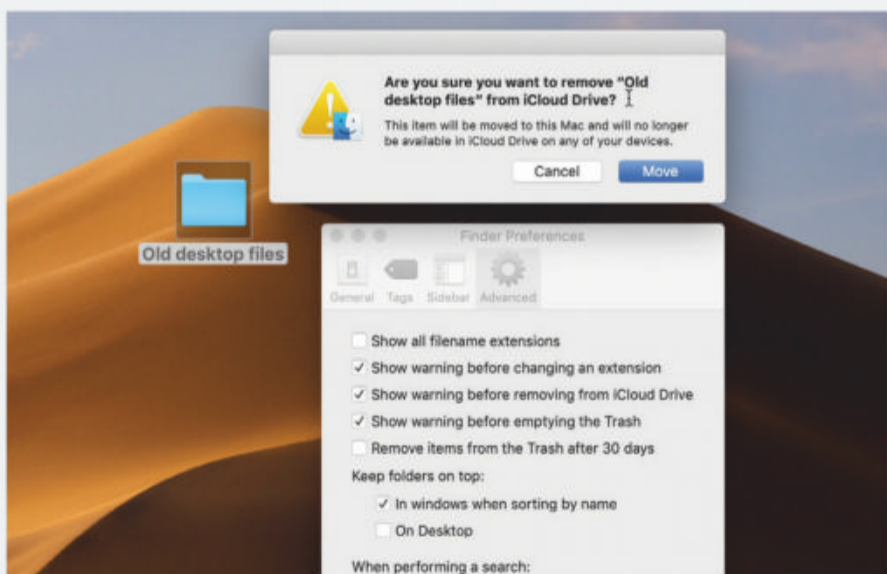 Are you sure you want to remove “Old
desktop files” from iCloud Drive?
This item will be moved to this Mac and will no longer
be available in iCloud Drive on any of your devices.
Cancel
Move
Old desktop files
Finder Preferences
General
Tags
Sidebar
Advanced
Show all filename extensions
Show warning before changing an extension
Show warning before removing from iCloud Drive
Show warning before emptying the Trash
Remove items from the Trash after 30 days
Keep folders on top:
In windows when sorting by name
On Desktop
When performing a search: